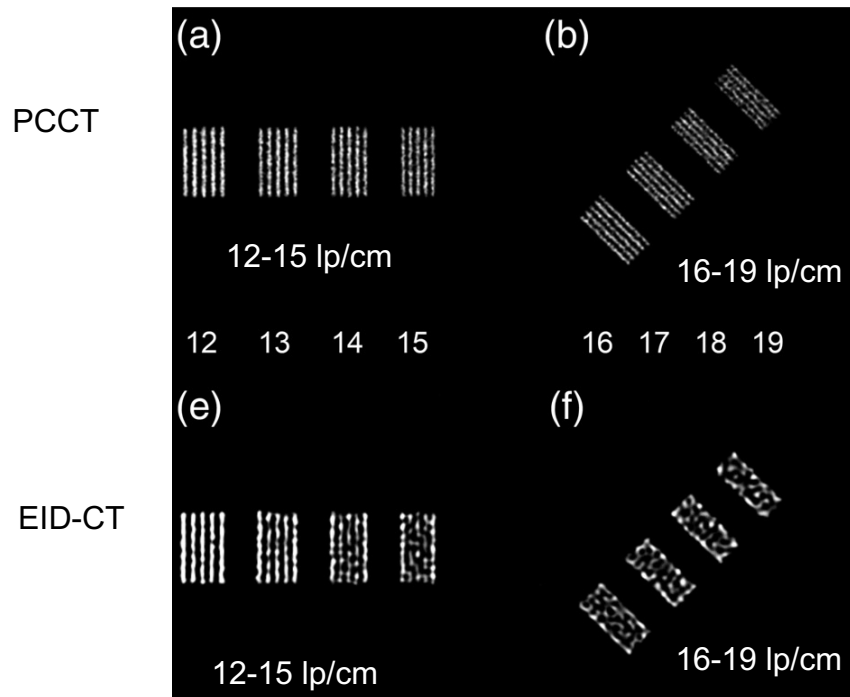 (a)
(b)
PCCT
12-15 lp/cm
16-19 lp/cm
12 13 14 15
16 17 18 19
(e)
(f)
EID-CT
12-15 lp/cm
16-19 lp/cm